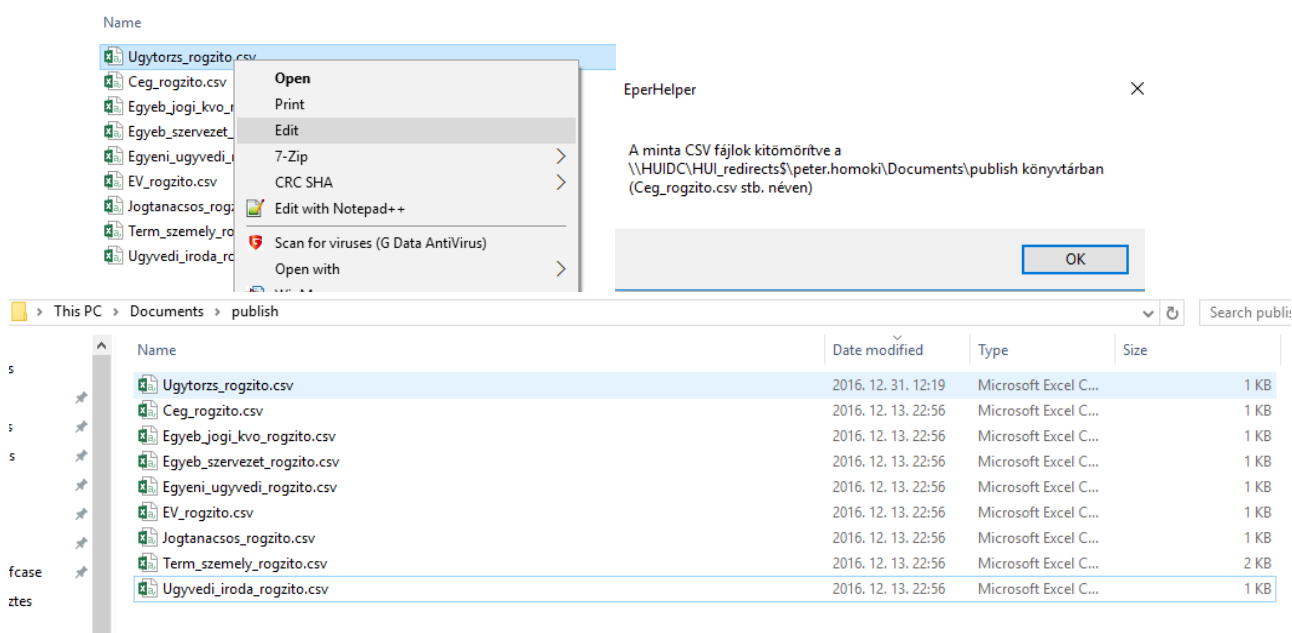 Name
Ugytorzs_rogzito.csv
Ceg_rogzito.csv
Egyeb_jogi_kvo_r
Egyeb_szervezet_
Egyeni_ugyvedi_r
EV_rogzito.csv
Jogtanacsos_rogz
Term_szemely_ro
Ugyvedi_iroda_ro
Open
Print
Edit
7-Zip
CRC SHA
Edit with Notepad++
Scan for viruses (G Data AntiVirus)
Open with
EperHelper
A minta CSV fájlok kitömörítve a
\\HUIDC\HUI_redirects$\peter.homoki\Documents\publish könyvtárban
(Ceg_rogzito.csv stb. néven)
OK
This PC > Documents > publish
Search publis
Name Date modified Type Size
Ugytorzs_rogzito.csv 2016. 12. 31. 12:19 Microsoft Excel C... 1 KB
Ceg_rogzito.csv 2016. 12. 13. 22:56 Microsoft Excel C... 1 KB
Egyeb_jogi_kvo_rogzito.csv 2016. 12. 13. 22:56 Microsoft Excel C... 1 KB
Egyeb_szervezet_rogzito.csv 2016. 12. 13. 22:56 Microsoft Excel C... 1 KB
Egyeni_ugyvedi_rogzito.csv 2016. 12. 13. 22:56 Microsoft Excel C... 1 KB
EV_rogzito.csv 2016. 12. 13. 22:56 Microsoft Excel C... 1 KB
Jogtanacsos_rogzito.csv 2016. 12. 13. 22:56 Microsoft Excel C... 1 KB
Term_szemely_rogzito.csv 2016. 12. 13. 22:56 Microsoft Excel C... 2 KB
Ugyvedi_iroda_rogzito.csv 2016. 12. 13. 22:56 Microsoft Excel C... 1 KB
s
s
s
fcase
ztes